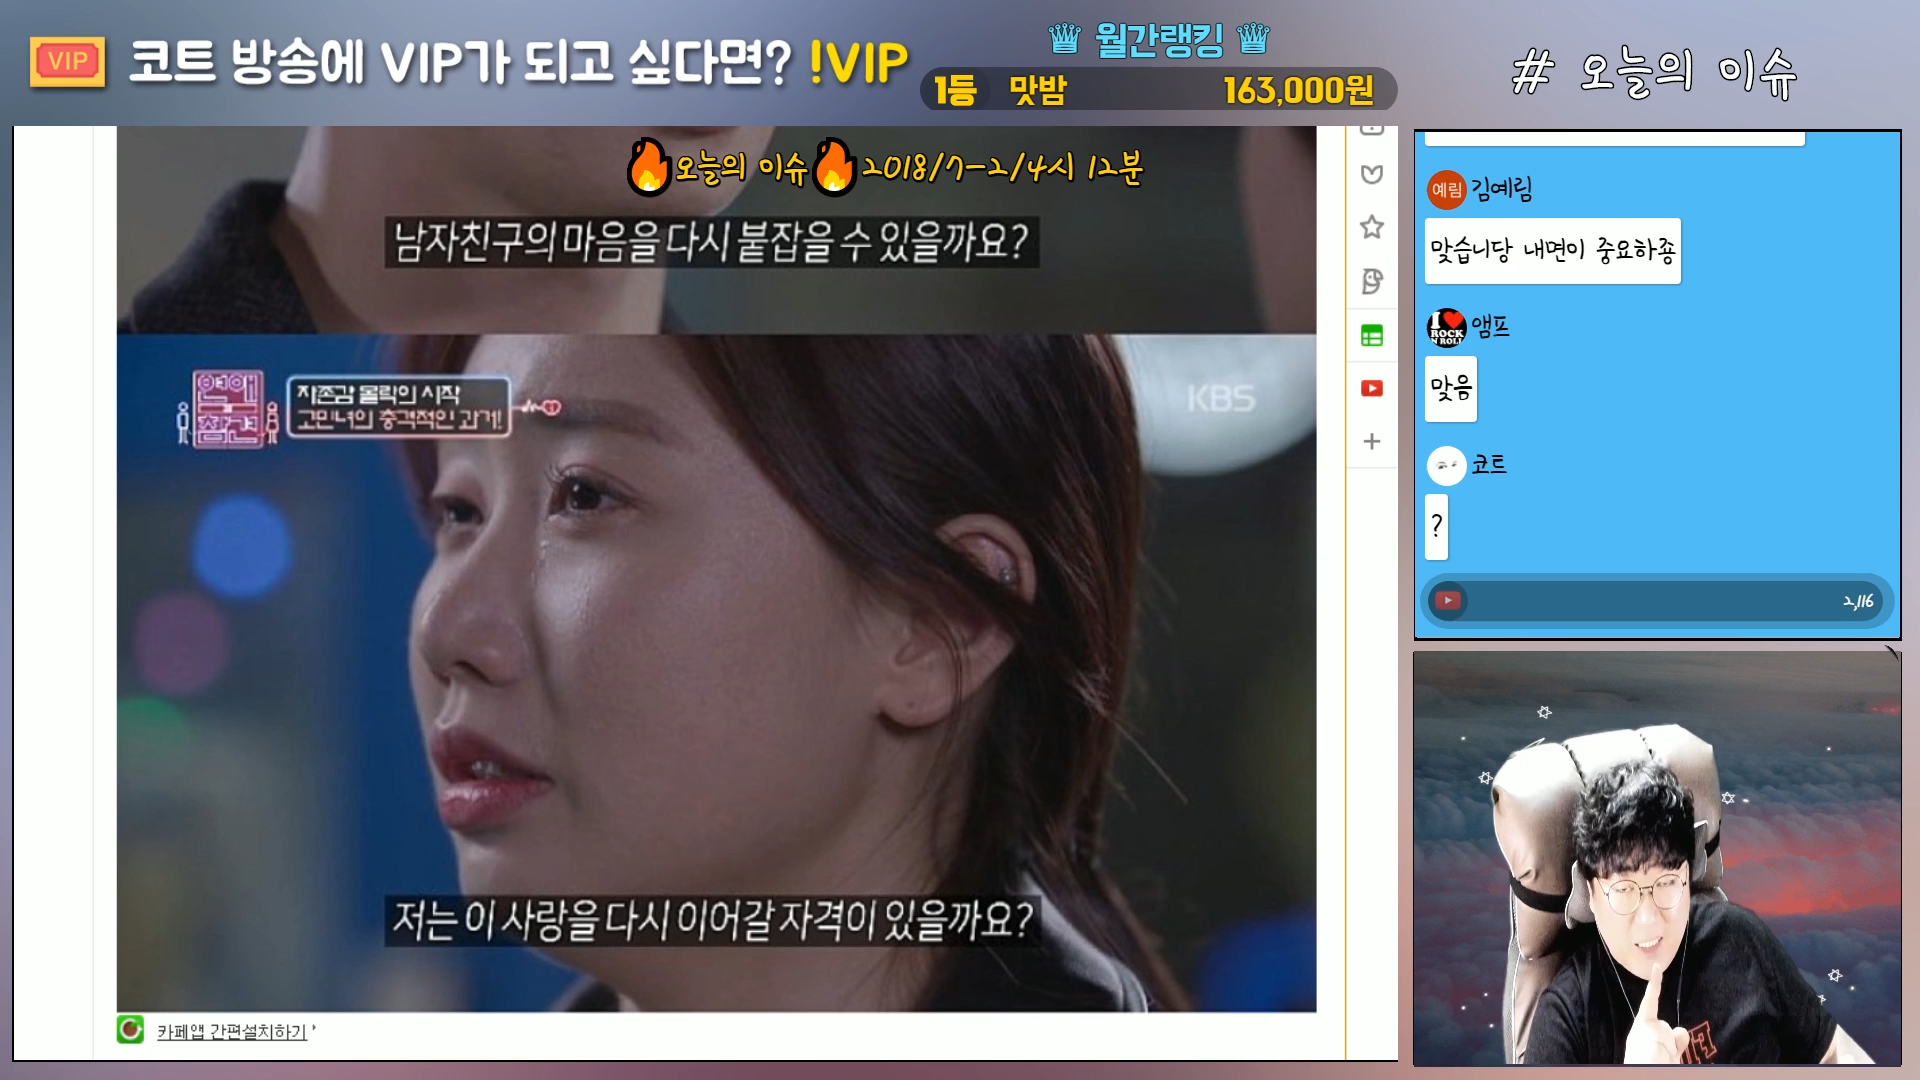 VIP 코트 방송에 VIP가 되고 싶다면? !VIP
월간랭킹
1등 맛밤 163,000원
# 오늘의 이슈
오늘의 이슈 2018/7-2/4시 12분
남자친구의 마음을 다시 붙잡을 수 있을까요?
연애의 참견
자존감 몰락의 시작
고민녀의 충격적인 과거!
KBS
저는 이 사랑을 다시 이어갈 자격이 있을까요?
카페앱 간편설치하기
예림 김예림
맞습니당 내면이 중요하죵
I ROCK N ROLL
앰프
맞음
코트
?
2,116